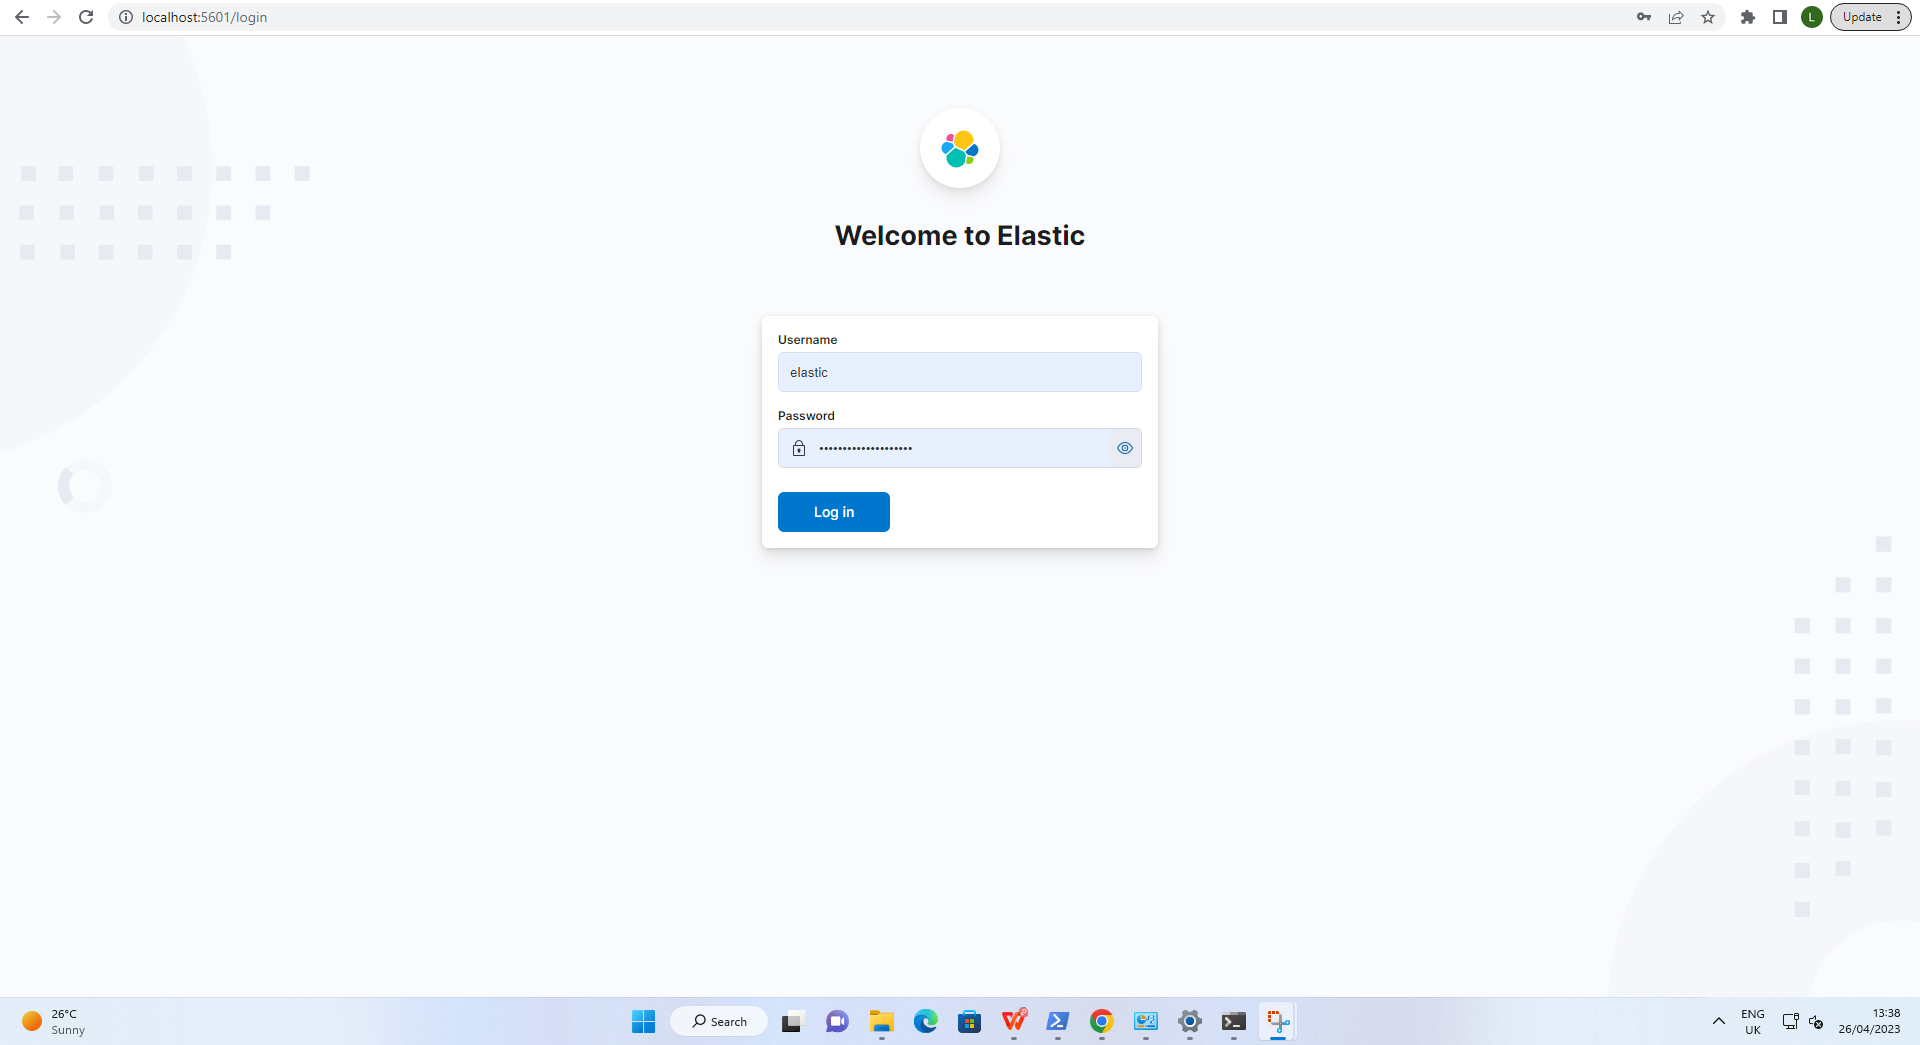 localhost:5601/login
L
Update
Welcome to Elastic
Username
elastic
Password
••••••••••••••••••••
Log in
26°C
Sunny
Search
ENG
UK
13:38
26/04/2023